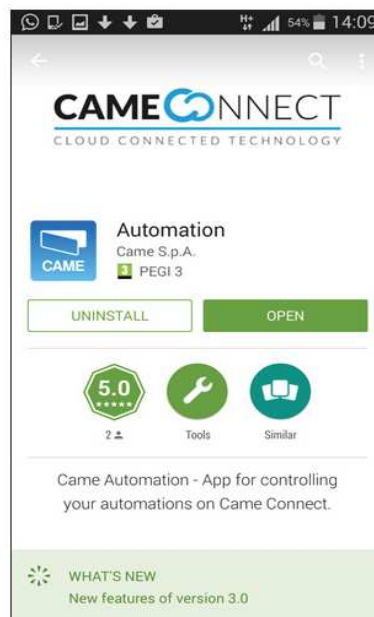 H+ 54% 14:09
CAMECONNECT
CLOUD CONNECTED TECHNOLOGY
CAME
Automation
Came S.p.A.
3 PEGI 3
UNINSTALL OPEN
5.0
2 Tools Similar
Came Automation - App for controlling
your automations on Came Connect.
WHAT'S NEW
New features of version 3.0